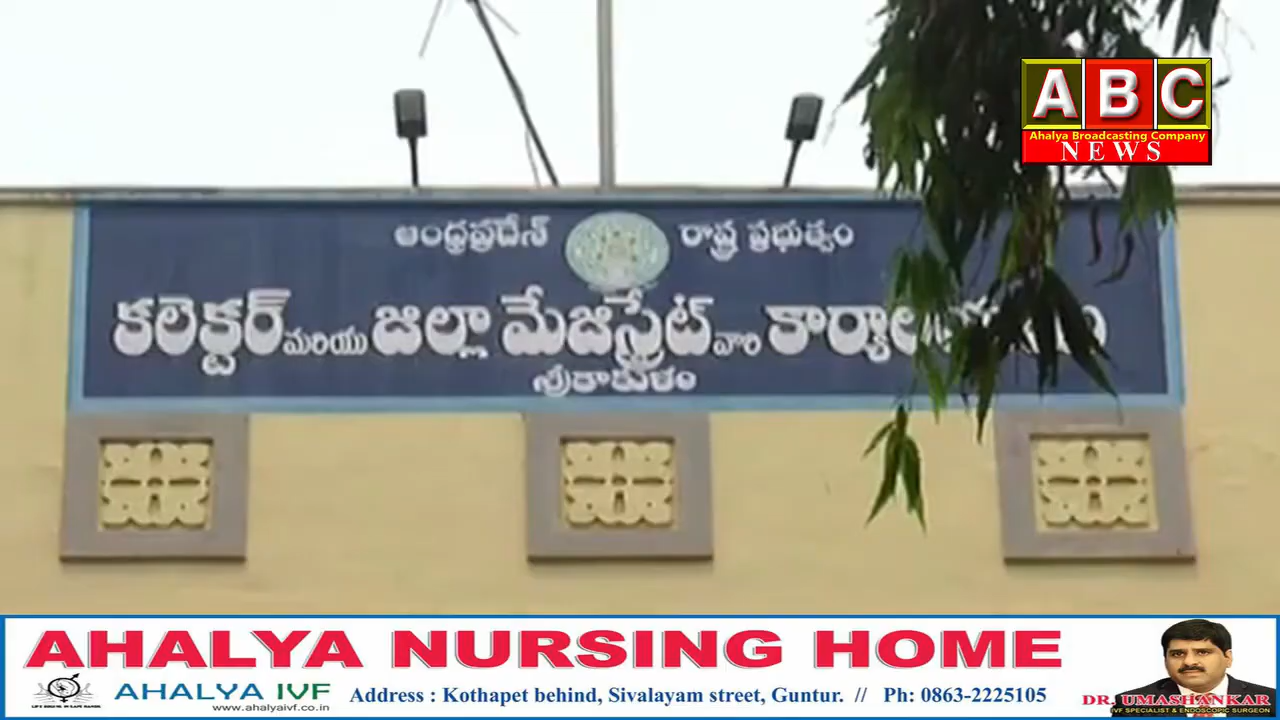 ABC
Ahalya Broadcasting Company
NEWS
ఆంధ్రప్రదేశ్ రాష్ట్ర ప్రభుత్వం
కలెక్టర్ మరియు జిల్లా మేజిస్ట్రేట్ వారి
శ్రీకాకుళం
AHALYA NURSING HOME
AHALYA IVF
www.ahalyaivf.co.in
Address : Kothapet behind, Sivalayam street, Guntur. // Ph: 0863-2225105
DR. UMASHANKAR
IVF SPECIALIST & ENDOSCOPIC SURGEON